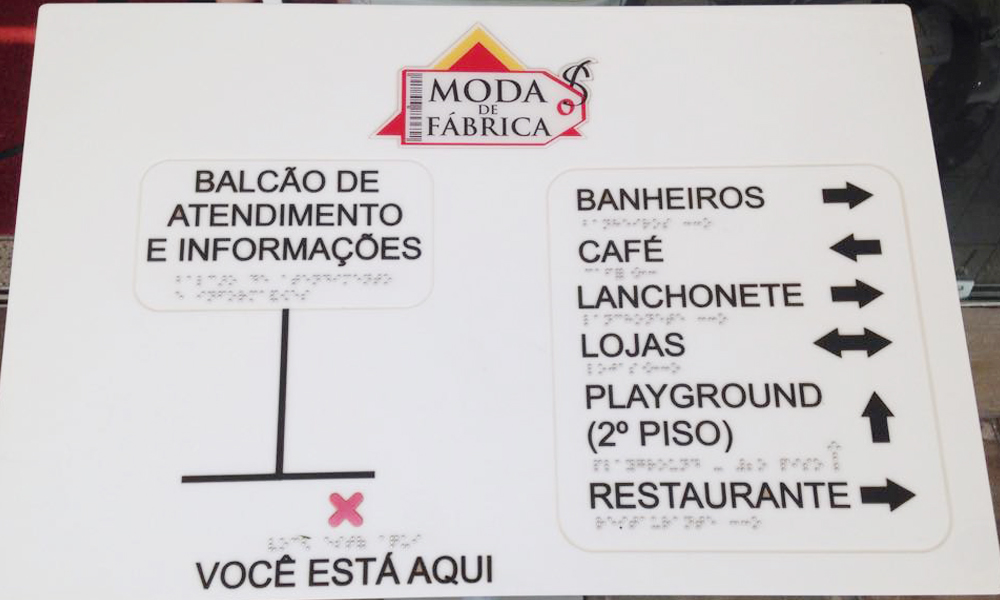 MODA
DE
FÁBRICA
BALCÃO DE
ATENDIMENTO
E INFORMAÇÕES
VOCÊ ESTÁ AQUI
BANHEIROS
CAFÉ
LANCHONETE
LOJAS
PLAYGROUND
(2º PISO)
RESTAURANTE